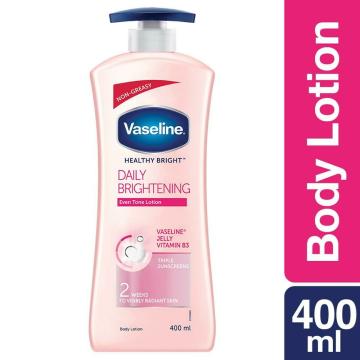 NON-GREASY
Vaseline®
HEALTHY BRIGHT™
DAILY
BRIGHTENING
Even Tone Lotion
VASELINE®
JELLY
VITAMIN B3
TRIPLE
SUNSCREENS
2 WEEKS
TO VISIBLY RADIANT SKIN
Body Lotion
400 ml
Body Lotion
400
ml